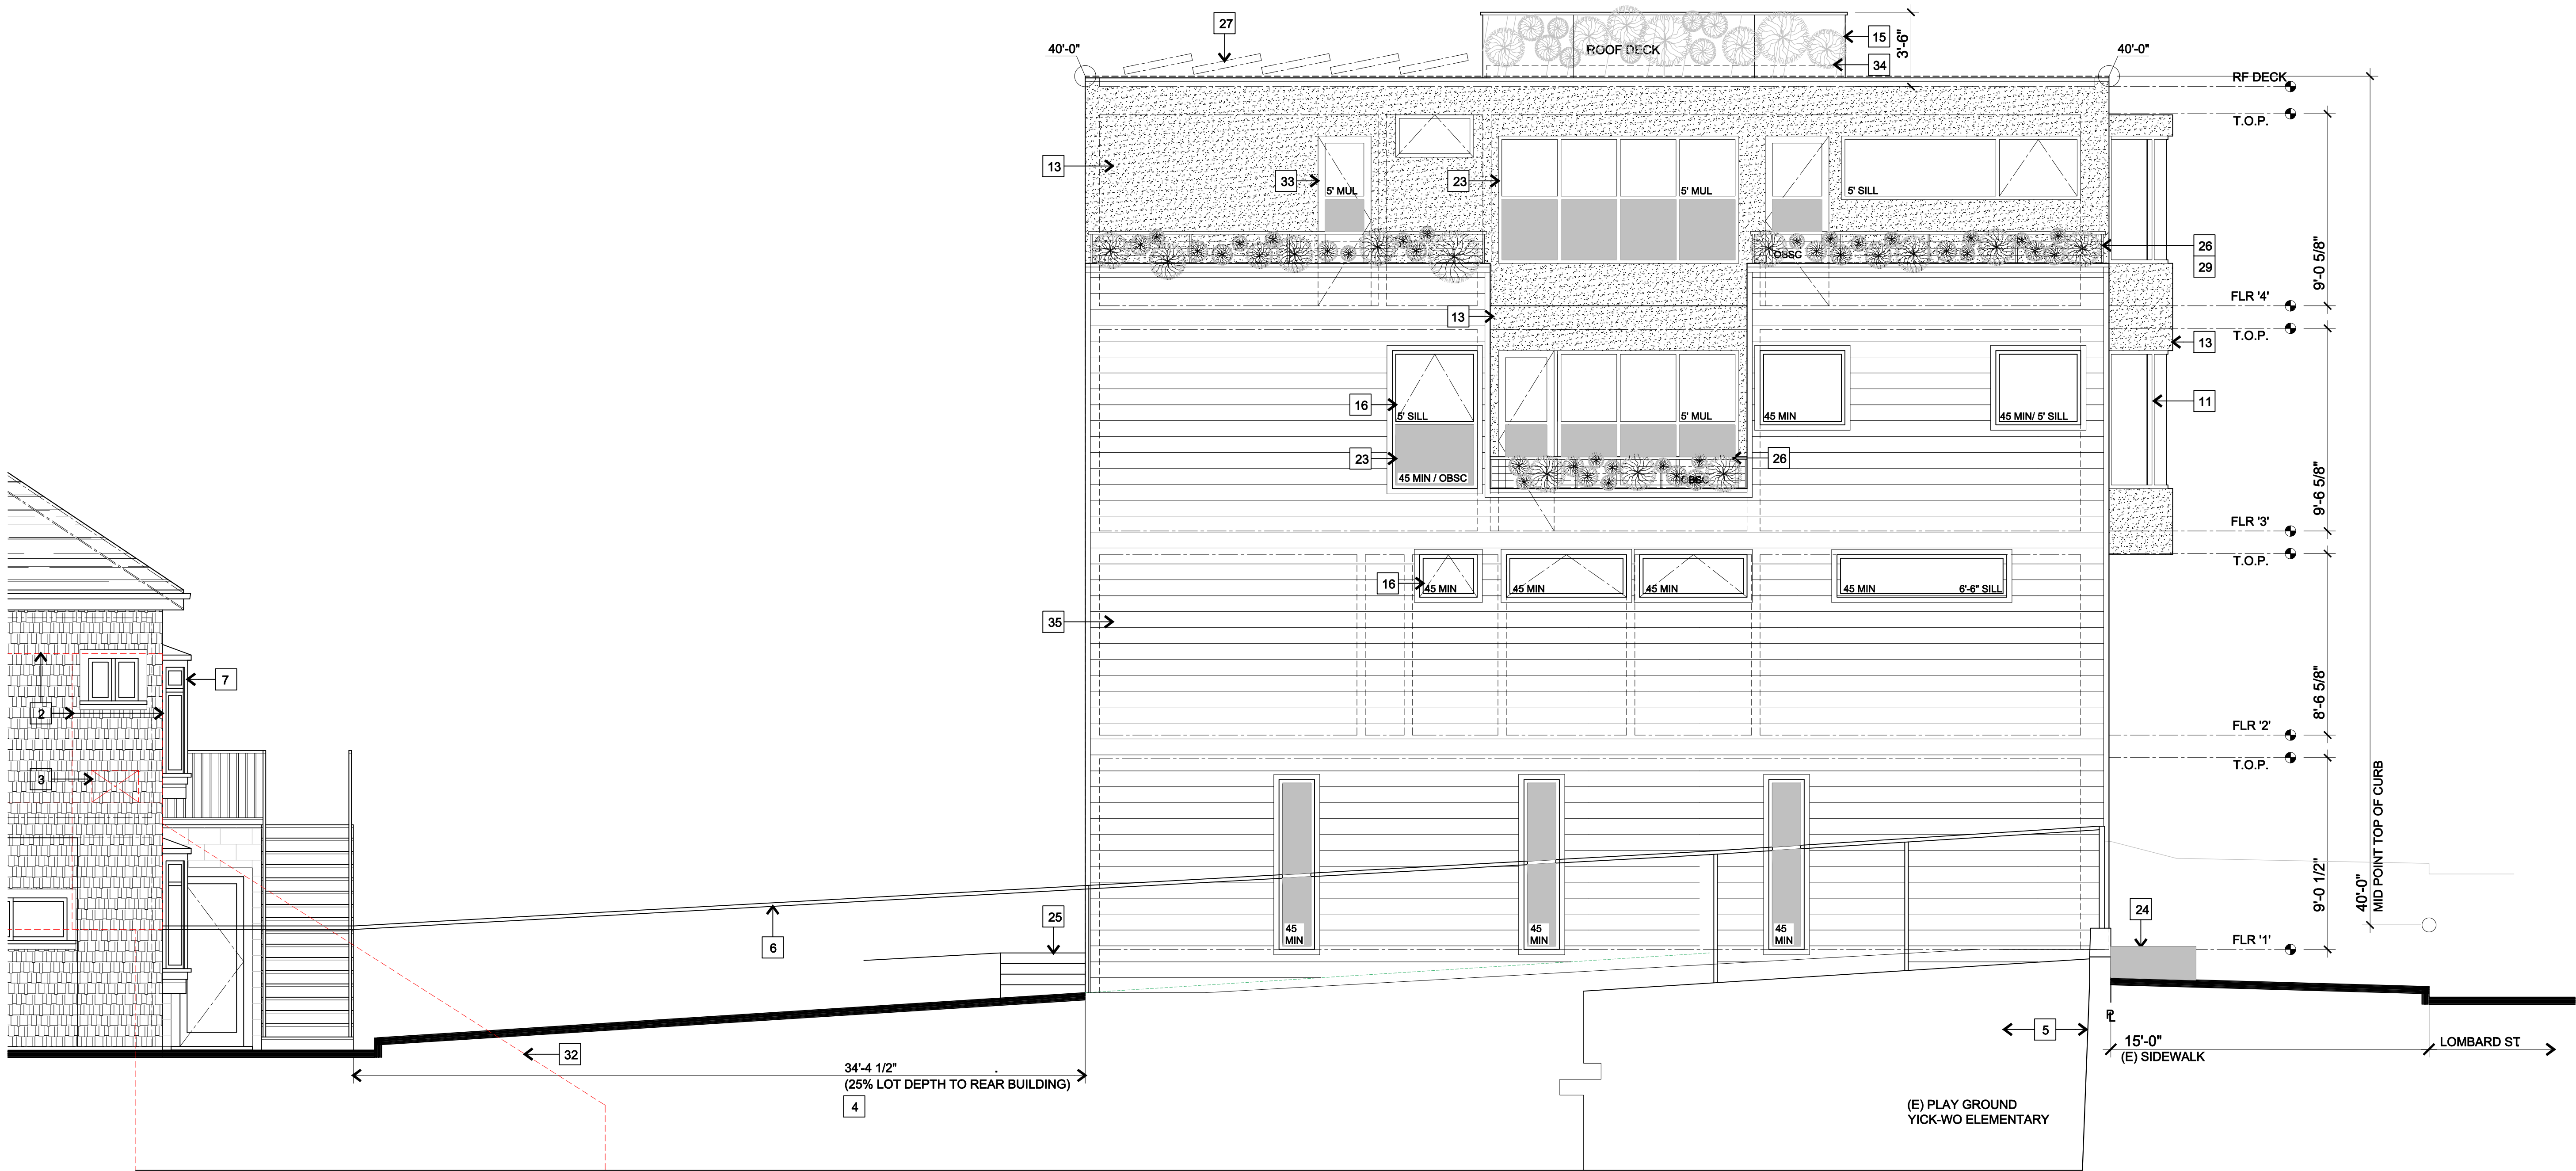 27
40'-0"
ROOF DECK
15
34
3'-6"
40'-0"
RF DECK
T.O.P.
13
33
5' MUL
23
5' MUL
5' SILL
OBSC
26
29
9'-0 5/8"
FLR '4'
T.O.P.
13
13
16
5' SILL
5' MUL
45 MIN
45 MIN/ 5' SILL
11
23
45 MIN / OBSC
26
OBSC
9'-6 5/8"
FLR '3'
T.O.P.
16
45 MIN
45 MIN
45 MIN
45 MIN
6'-6" SILL
35
7
2
3
8'-6 5/8"
FLR '2'
T.O.P.
40'-0"
MID POINT TOP OF CURB
9'-0 1/2"
6
25
45
MIN
45
MIN
45
MIN
24
FLR '1'
32
5
PL
15'-0"
(E) SIDEWALK
LOMBARD ST.
34'-4 1/2"
(25% LOT DEPTH TO REAR BUILDING)
4
(E) PLAY GROUND
YICK-WO ELEMENTARY